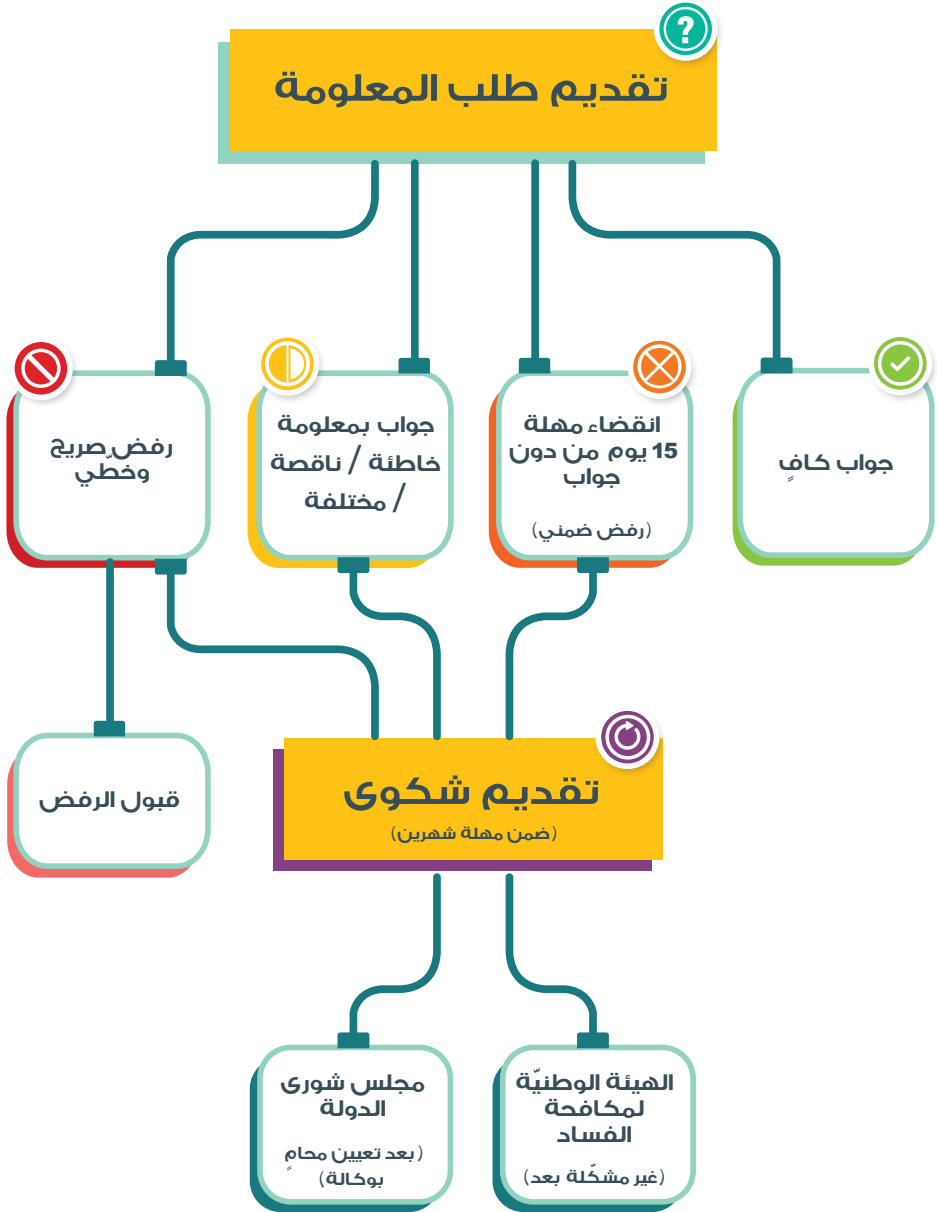 تقديم طلب المعلومة
جواب كافٍ
انقضاء مهلة
15 يوم من دون
جواب
(رفض ضمني)
جواب بمعلومة
خاطئة / ناقصة
/ مختلفة
رفض صريح
وخطّي
قبول الرفض
تقديم شكوى
(ضمن مهلة شهرين)
الهيئة الوطنيّة
لمكافحة
الفساد
(غير مشكّلة بعد)
مجلس شورى
الدولة
(بعد تعيين محامٍ
بوكالة)